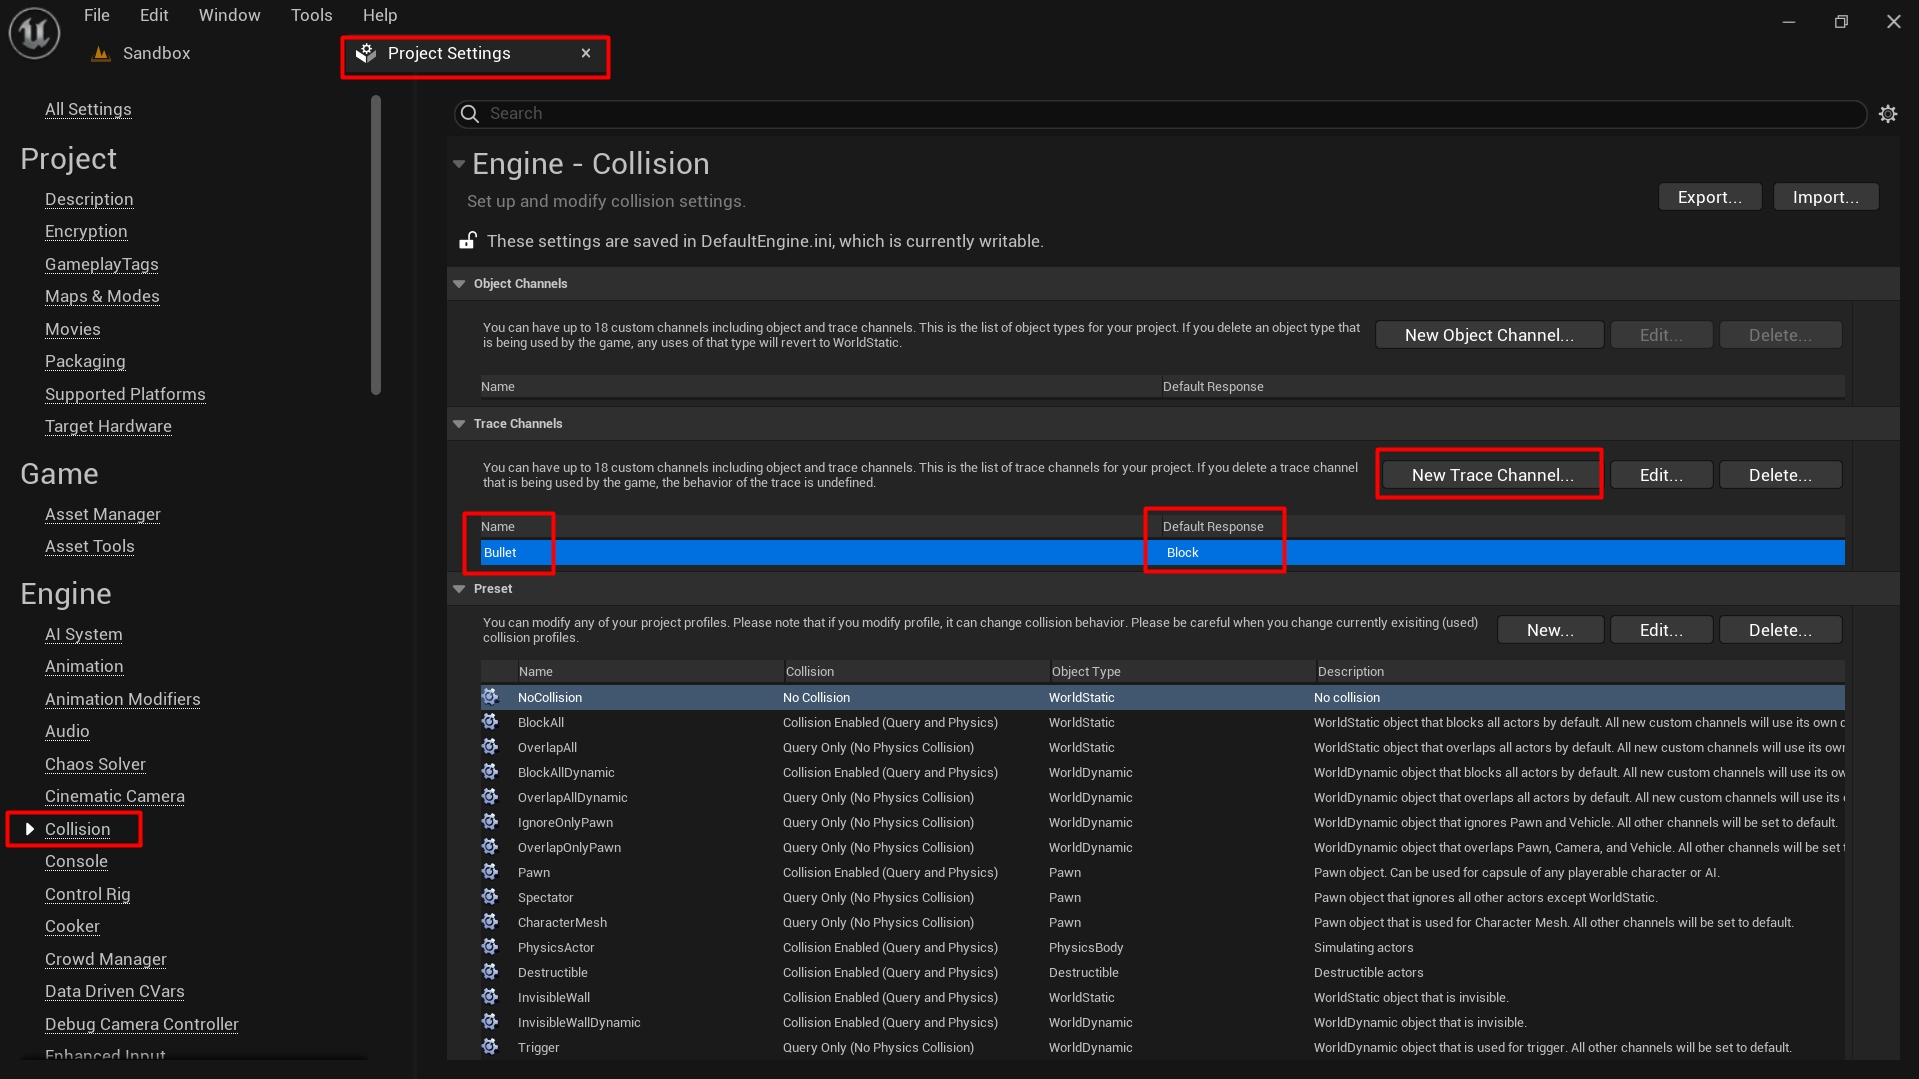 File Edit Window Tools Help
Sandbox
Project Settings
All Settings
Project
Description
Encryption
GameplayTags
Maps & Modes
Movies
Packaging
Supported Platforms
Target Hardware
Game
Asset Manager
Asset Tools
Engine
AI System
Animation
Animation Modifiers
Audio
Chaos Solver
Cinematic Camera
Collision
Console
Control Rig
Cooker
Crowd Manager
Data Driven CVars
Debug Camera Controller
Enhanced Input
Search
Engine - Collision
Set up and modify collision settings.
Export... Import...
These settings are saved in DefaultEngine.ini, which is currently writable.
Object Channels
You can have up to 18 custom channels including object and trace channels. This is the list of object types for your project. If you delete an object type that
is being used by the game, any uses of that type will revert to WorldStatic.
New Object Channel... Edit... Delete...
Name Default Response
Trace Channels
You can have up to 18 custom channels including object and trace channels. This is the list of trace channels for your project. If you delete a trace channel
that is being used by the game, the behavior of the trace is undefined.
New Trace Channel... Edit... Delete...
Name Default Response
Bullet Block
Preset
You can modify any of your project profiles. Please note that if you modify profile, it can change collision behavior. Please be careful when you change currently exisiting (used)
collision profiles.
New... Edit... Delete...
Name Collision Object Type Description
NoCollision No Collision WorldStatic No collision
BlockAll Collision Enabled (Query and Physics) WorldStatic WorldStatic object that blocks all actors by default. All new custom channels will use its own
OverlapAll Query Only (No Physics Collision) WorldStatic WorldStatic object that overlaps all actors by default. All new custom channels will use its own
BlockAllDynamic Collision Enabled (Query and Physics) WorldDynamic WorldDynamic object that blocks all actors by default. All new custom channels will use its
OverlapAllDynamic Query Only (No Physics Collision) WorldDynamic WorldDynamic object that overlaps all actors by default. All new custom channels will use its
IgnoreOnlyPawn Query Only (No Physics Collision) WorldDynamic WorldDynamic object that ignores Pawn and Vehicle. All other channels will be set to default.
OverlapOnlyPawn Query Only (No Physics Collision) WorldDynamic WorldDynamic object that overlaps Pawn, Camera, and Vehicle. All other channels will be set
Pawn Collision Enabled (Query and Physics) Pawn Pawn object. Can be used for capsule of any playerable character or AI.
Spectator Query Only (No Physics Collision) Pawn Pawn object that ignores all other actors except WorldStatic.
CharacterMesh Query Only (No Physics Collision) Pawn Pawn object that is used for Character Mesh. All other channels will be set to default.
PhysicsActor Collision Enabled (Query and Physics) PhysicsBody Simulating actors
Destructible Collision Enabled (Query and Physics) Destructible Destructible actors
InvisibleWall Collision Enabled (Query and Physics) WorldStatic WorldStatic object that is invisible.
InvisibleWallDynamic Collision Enabled (Query and Physics) WorldDynamic WorldDynamic object that is invisible.
Trigger Query Only (No Physics Collision) WorldDynamic WorldDynamic object that is used for trigger. All other channels will be set to default.